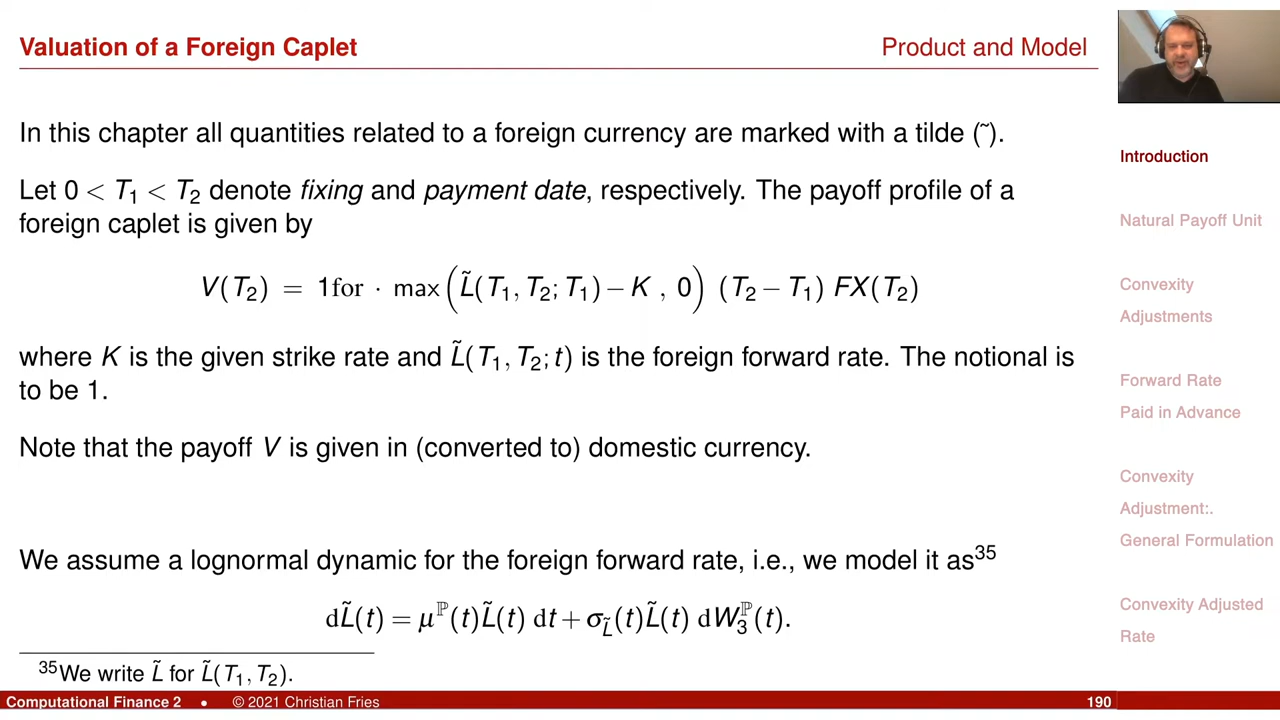 Valuation of a Foreign Caplet
Product and Model
In this chapter all quantities related to a foreign currency are marked with a tilde (˜).
Let 0 < T₁ < T₂ denote fixing and payment date, respectively. The payoff profile of a
foreign caplet is given by
V(T₂) = 1for · max(L̃(T₁, T₂; T₁) − K , 0) (T₂ − T₁) FX(T₂)
where K is the given strike rate and L̃(T₁, T₂; t) is the foreign forward rate. The notional is
to be 1.
Note that the payoff V is given in (converted to) domestic currency.
We assume a lognormal dynamic for the foreign forward rate, i.e., we model it as³⁵
dL̃(t) = μ^ℙ(t)L̃(t) dt + σ_L̃(t)L̃(t) dW₃^ℙ(t).
³⁵We write L̃ for L̃(T₁, T₂).
Computational Finance 2 • © 2021 Christian Fries 190
Introduction
Natural Payoff Unit
Convexity
Adjustments
Forward Rate
Paid in Advance
Convexity
Adjustment:.
General Formulation
Convexity Adjusted
Rate